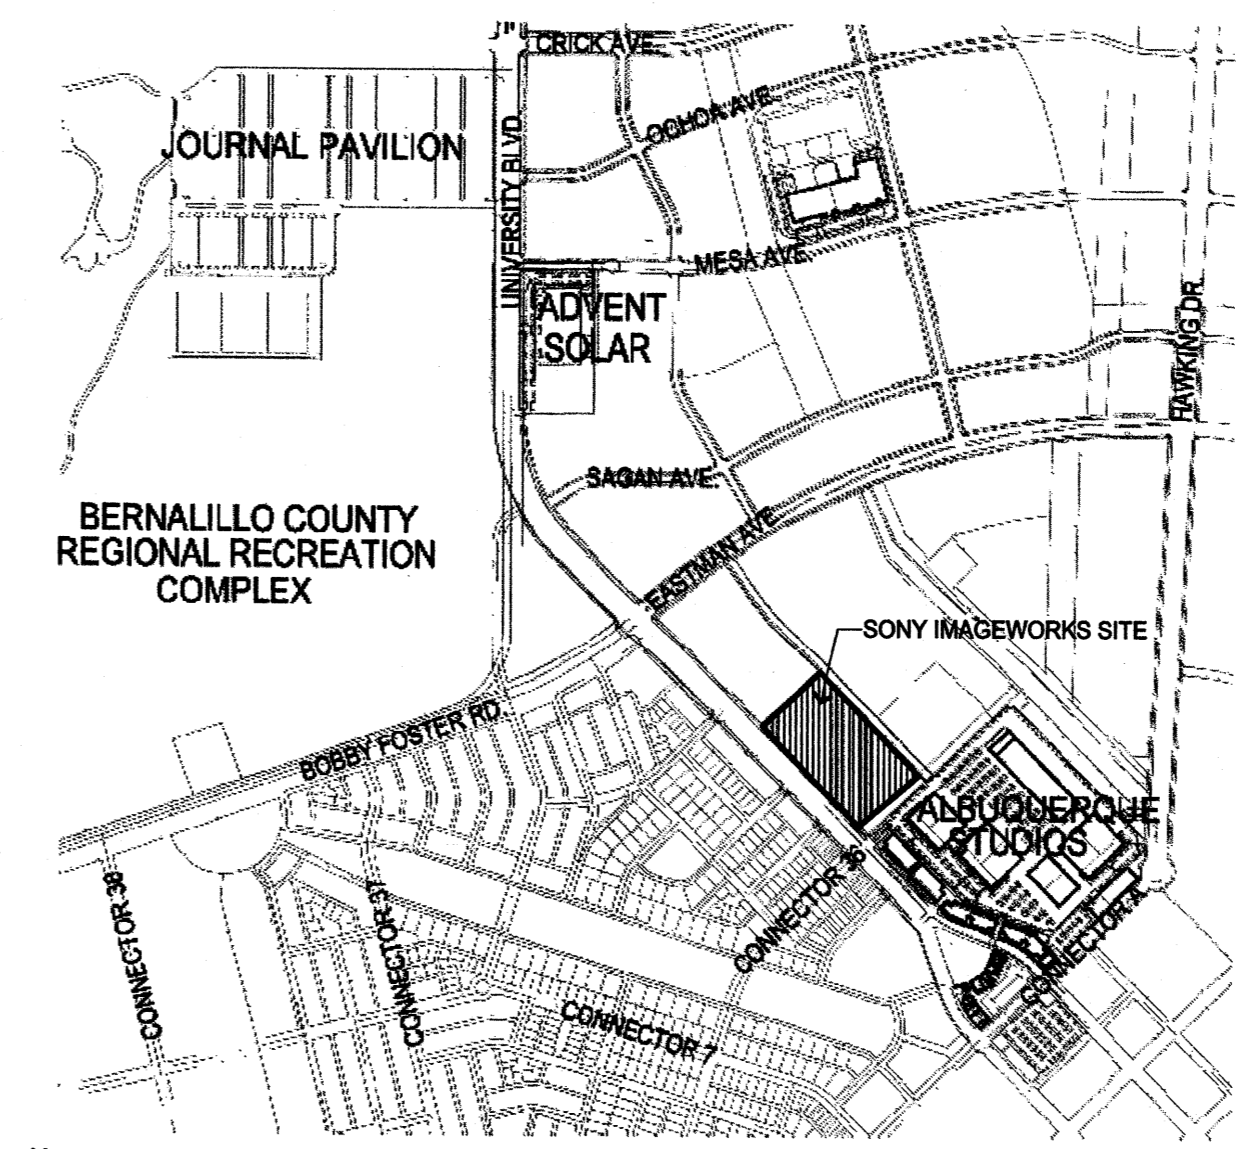 CRICK AVE.
OCHOA AVE.
JOURNAL PAVILION
UNIVERSITY BLVD.
MESA AVE.
HAWKING DR.
ADVENT
SOLAR
SAGAN AVE.
BERNALILLO COUNTY
REGIONAL RECREATION
COMPLEX
EASTMAN AVE.
SONY IMAGEWORKS SITE
BOBBY FOSTER RD.
ALBUQUERQUE
STUDIOS
CONNECTOR 38
CONNECTOR 37
CONNECTOR 36
CONNECTOR A
CONNECTOR 7